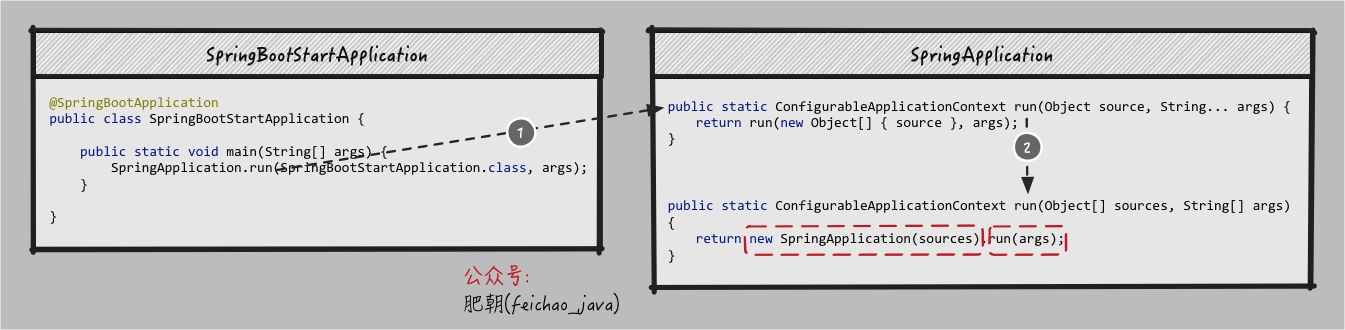 SpringBootStartApplication
@SpringBootApplication
public class SpringBootStartApplication {
public static void main(String[] args) {
SpringApplication.run(SpringBootStartApplication.class, args);
}
}
1
SpringApplication
public static ConfigurableApplicationContext run(Object source, String... args) {
return run(new Object[] { source }, args);
}
2
public static ConfigurableApplicationContext run(Object[] sources, String[] args)
{
return new SpringApplication(sources).run(args);
}
公众号:
肥朝(feichao_java)